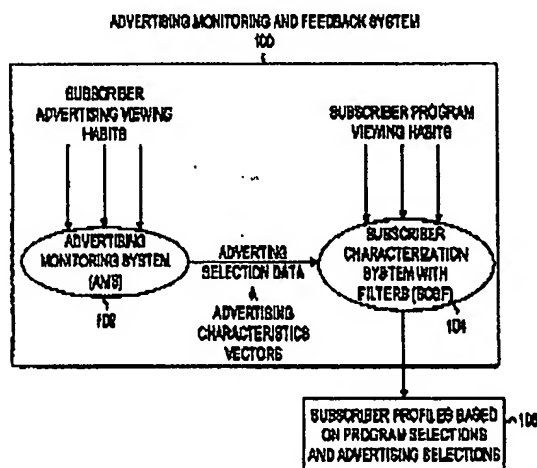 ADVERTISING MONITORING AND FEEDBACK SYSTEM
100
SUBSCRIBER
ADVERTISING VIEWING
HABITS
SUBSCRIBER PROGRAM
VIEWING HABITS
ADVERTISING
MONITORING SYSTEM
(AMS)
102
ADVERTING
SELECTION DATA
&
ADVERTISING
CHARACTERISTICS
VECTORS
SUBSCRIBER
CHARACTERIZATION
SYSTEM WITH
FILTERS (SCSF)
104
SUBSCRIBER PROFILES BASED
ON PROGRAM SELECTIONS
AND ADVERTISING SELECTIONS
106